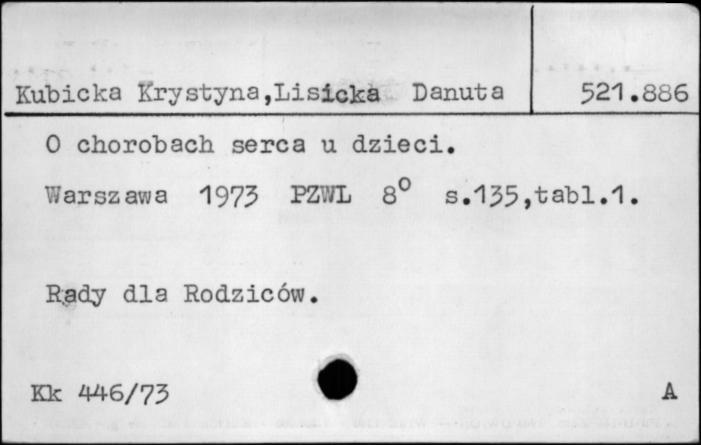 Kubicka Krystyna,Lisicka Danuta 521.886
O chorobach serca u dzieci.
Warszawa 1973 PZWL 8° s.135,tabl.1.
Rady dla Rodziców.
Kk 446/73 A